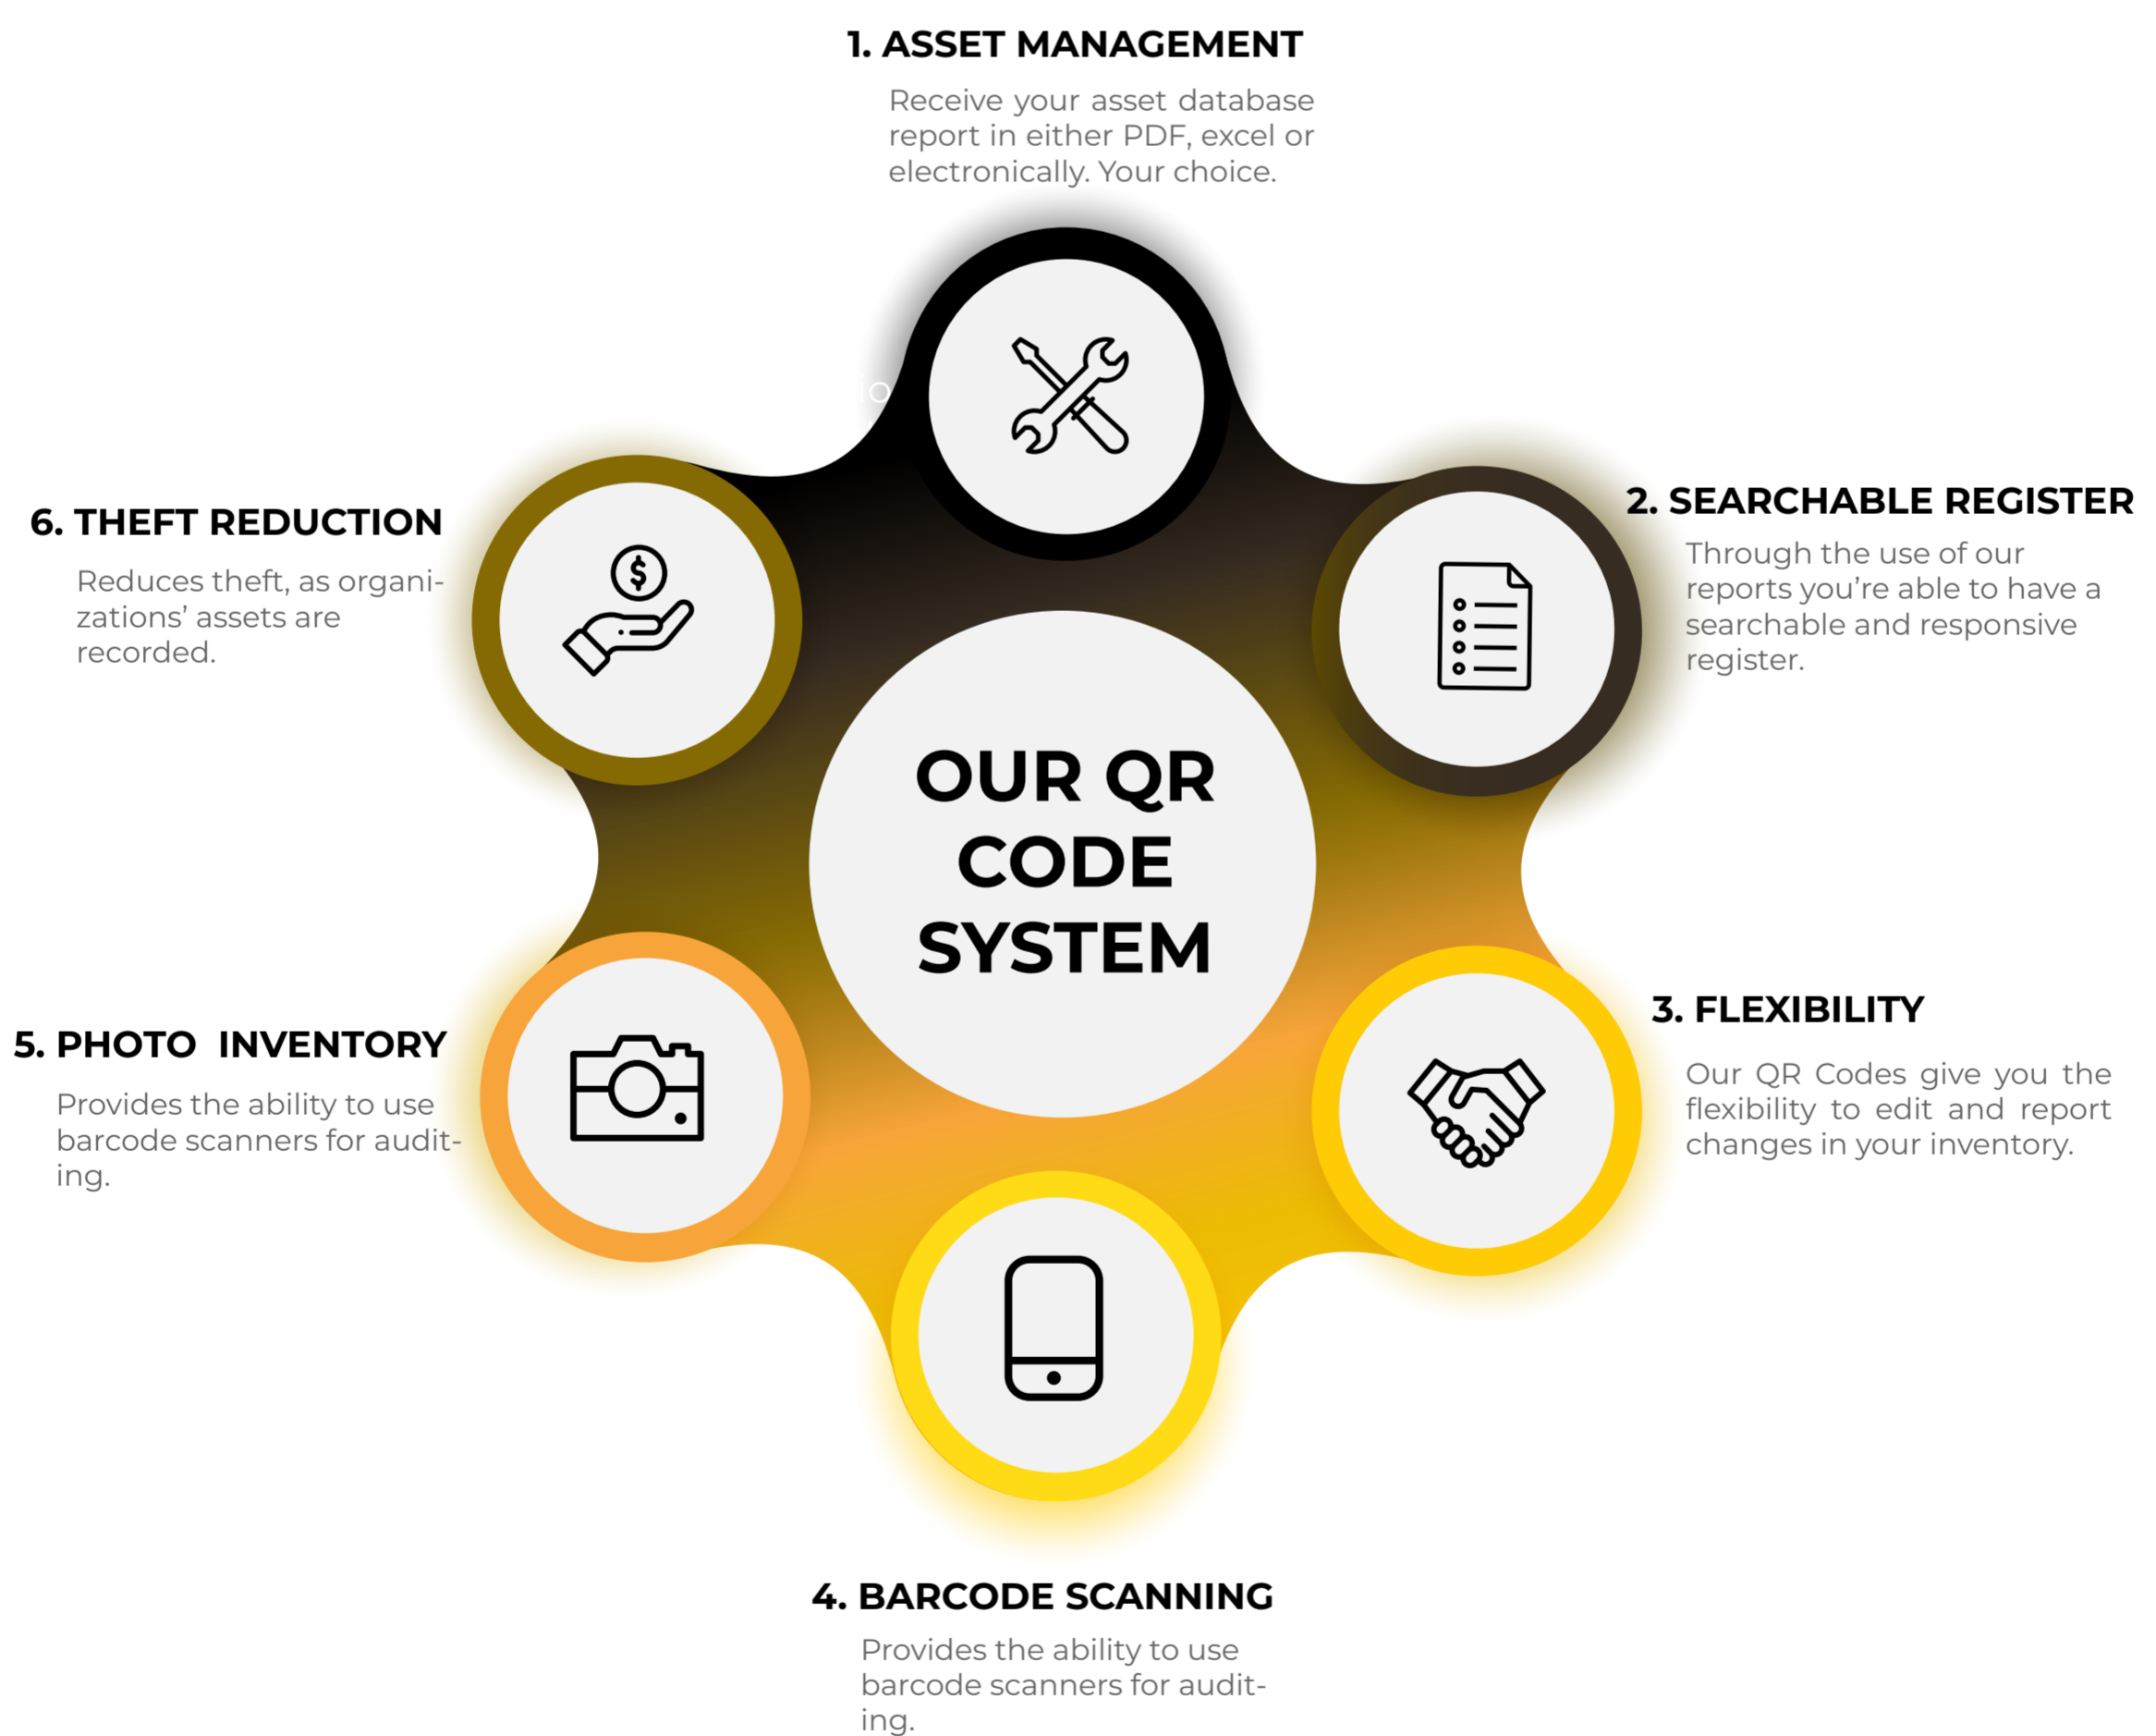 1. ASSET MANAGEMENT
Receive your asset database
report in either PDF, excel or
electronically. Your choice.
2. SEARCHABLE REGISTER
Through the use of our
reports you’re able to have a
searchable and responsive
register.
3. FLEXIBILITY
Our QR Codes give you the
flexibility to edit and report
changes in your inventory.
4. BARCODE SCANNING
Provides the ability to use
barcode scanners for audit-
ing.
5. PHOTO INVENTORY
Provides the ability to use
barcode scanners for audit-
ing.
6. THEFT REDUCTION
Reduces theft, as organi-
zations’ assets are
recorded.
OUR QR
CODE
SYSTEM